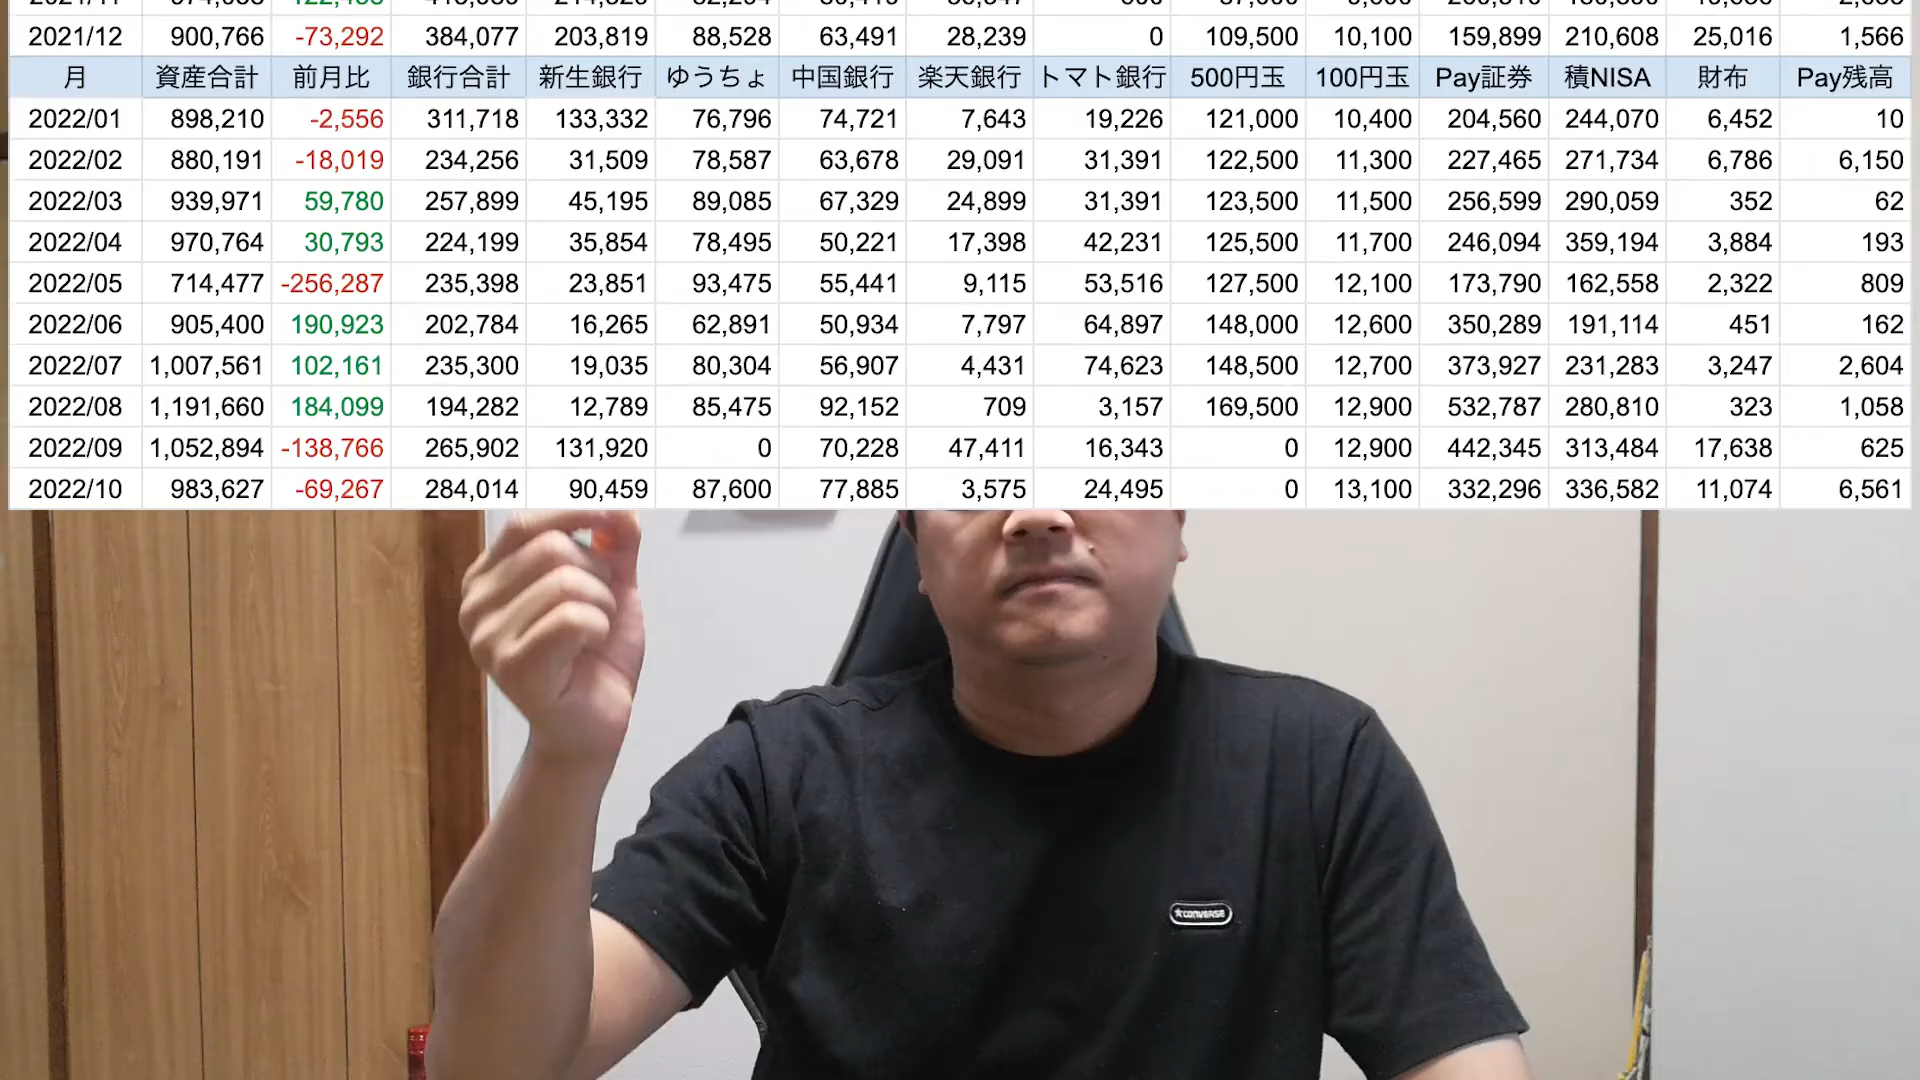 2021/12 900,766 -73,292 384,077 203,819 88,528 63,491 28,239 0 109,500 10,100 159,899 210,608 25,016 1,566
月 資産合計 前月比 銀行合計 新生銀行 ゆうちょ 中国銀行 楽天銀行 トマト銀行 500円玉 100円玉 Pay証券 積NISA 財布 Pay残高
2022/01 898,210 -2,556 311,718 133,332 76,796 74,721 7,643 19,226 121,000 10,400 204,560 244,070 6,452 10
2022/02 880,191 -18,019 234,256 31,509 78,587 63,678 29,091 31,391 122,500 11,300 227,465 271,734 6,786 6,150
2022/03 939,971 59,780 257,899 45,195 89,085 67,329 24,899 31,391 123,500 11,500 256,599 290,059 352 62
2022/04 970,764 30,793 224,199 35,854 78,495 50,221 17,398 42,231 125,500 11,700 246,094 359,194 3,884 193
2022/05 714,477 -256,287 235,398 23,851 93,475 55,441 9,115 53,516 127,500 12,100 173,790 162,558 2,322 809
2022/06 905,400 190,923 202,784 16,265 62,891 50,934 7,797 64,897 148,000 12,600 350,289 191,114 451 162
2022/07 1,007,561 102,161 235,300 19,035 80,304 56,907 4,431 74,623 148,500 12,700 373,927 231,283 3,247 2,604
2022/08 1,191,660 184,099 194,282 12,789 85,475 92,152 709 3,157 169,500 12,900 532,787 280,810 323 1,058
2022/09 1,052,894 -138,766 265,902 131,920 0 70,228 47,411 16,343 0 12,900 442,345 313,484 17,638 625
2022/10 983,627 -69,267 284,014 90,459 87,600 77,885 3,575 24,495 0 13,100 332,296 336,582 11,074 6,561
CONVERSE